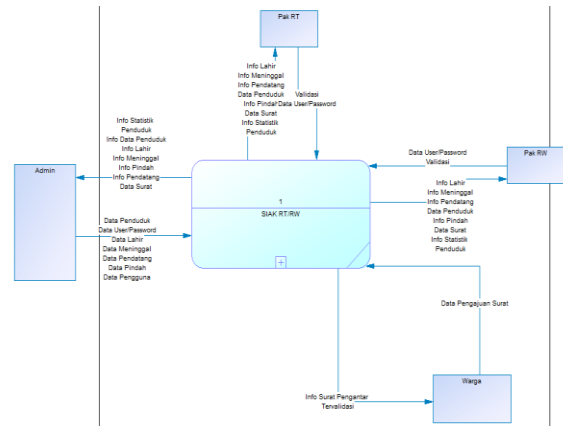 Pak RT
Info Lahir
Info Meninggal
Info Pendatang
Data Penduduk
Info Pindah
Data Surat
Info Statistik
Penduduk
Validasi
Data User/Password
Info Statistik
Penduduk
Info Data Penduduk
Info Lahir
Info Meninggal
Info Pindah
Info Pendatang
Data Surat
Admin
Data Penduduk
Data User/Password
Data Lahir
Data Meninggal
Data Pendatang
Data Pindah
Data Pengguna
1
SIAK RT/RW
Data User/Password
Validasi
Pak RW
Info Lahir
Info Meninggal
Info Pendatang
Data Penduduk
Info Pindah
Data Surat
Info Statistik
Penduduk
Data Pengajuan Surat
Info Surat Pengantar
Tervalidasi
Warga